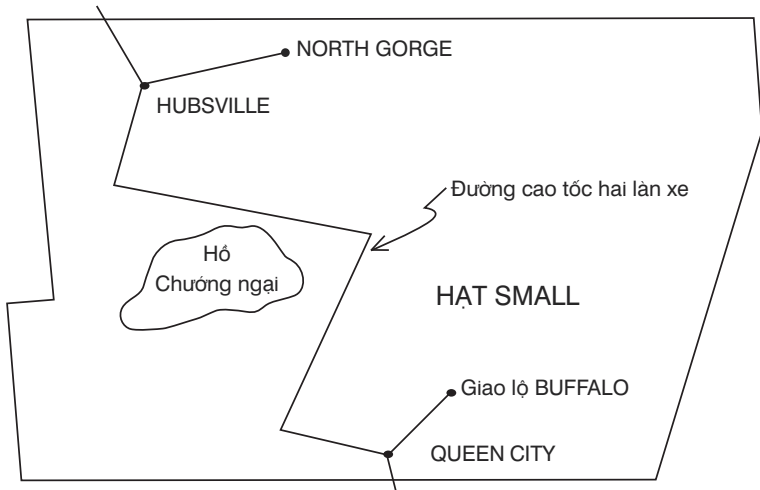 NORTH GORGE
HUBSVILLE
Đường cao tốc hai làn xe
Hồ
Chướng ngại
HẠT SMALL
Giao lộ BUFFALO
QUEEN CITY